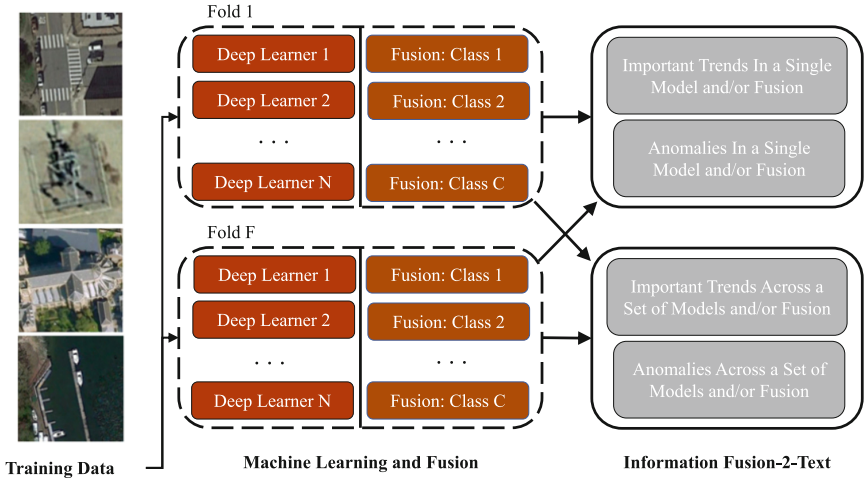 Fold 1
Deep Learner 1
Fusion: Class 1
Deep Learner 2
Fusion: Class 2
. . .
. . .
Deep Learner N
Fusion: Class C
Fold F
Deep Learner 1
Fusion: Class 1
Deep Learner 2
Fusion: Class 2
. . .
. . .
Deep Learner N
Fusion: Class C
Important Trends In a Single
Model and/or Fusion
Anomalies In a Single
Model and/or Fusion
Important Trends Across a
Set of Models and/or Fusion
Anomalies Across a Set of
Models and/or Fusion
Training Data
Machine Learning and Fusion
Information Fusion-2-Text